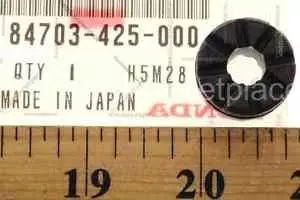 84703-425-000
QTY 1 H5M28
MADE IN JAPAN
19 20